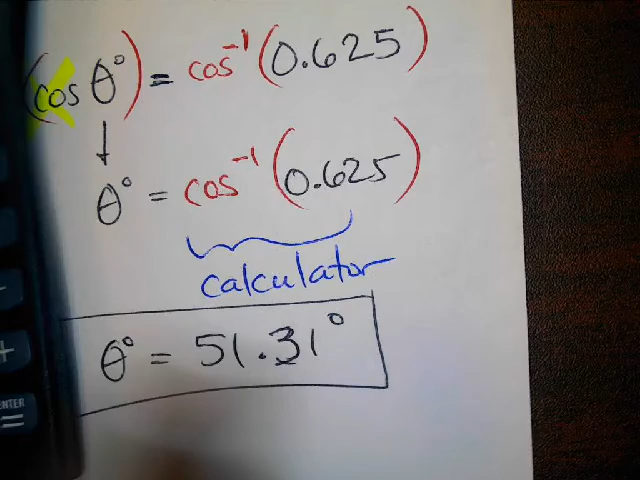 (cos θ°) = cos⁻¹(0.625)
θ° = cos⁻¹(0.625)
calculator
θ° = 51.31°
+
ENTER
=